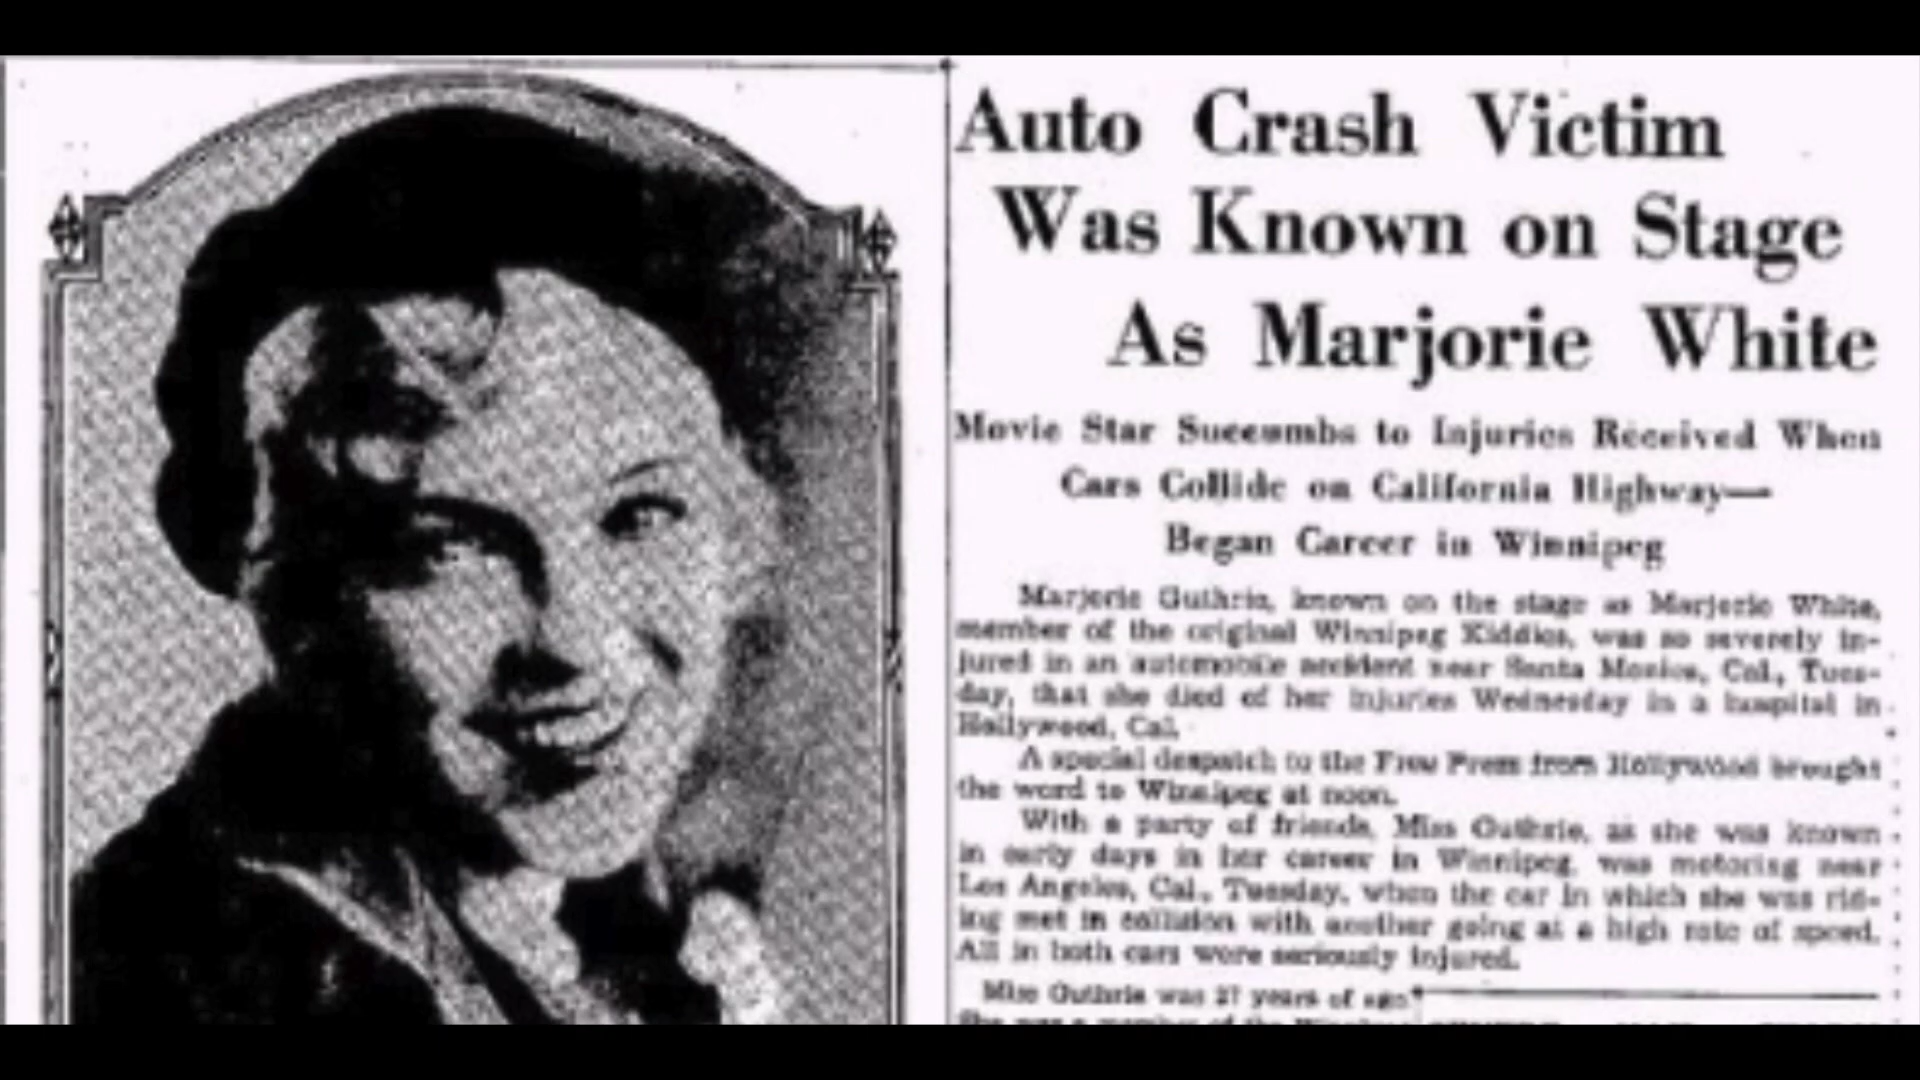 Auto Crash Victim
Was Known on Stage
As Marjorie White
Movie Star Succumbs to Injuries Received When
Cars Collide on California Highway—
Began Career in Winnipeg
Marjorie Guthrie, known on the stage as Marjorie White,
member of the original Winnipeg Kiddies, was so severely in-
jured in an automobile accident near Santa Monica, Cal., Tues-
day, that she died of her injuries Wednesday in a hospital in
Hollywood, Cal.
A special despatch to the Free Press from Hollywood brought
the word to Winnipeg at noon.
With a party of friends, Miss Guthrie, as she was known
in early days in her career in Winnipeg, was motoring near
Los Angeles, Cal., Tuesday, when the car in which she was rid-
ing met in collision with another going at a high rate of speed.
All in both cars were seriously injured.
Miss Guthrie was 27 years of age.
She was a member of the Winnipeg